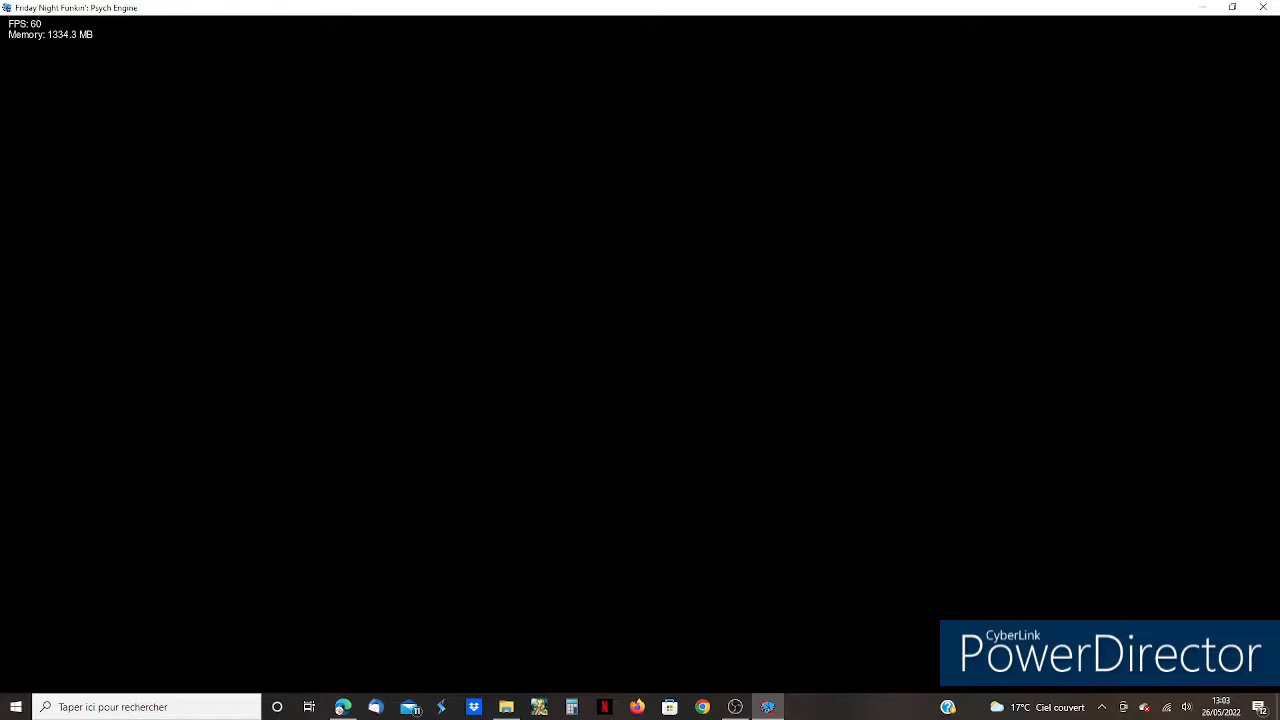 Friday Night Funkin': Psych Engine
FPS: 60
Memory: 1334.3 MB
CyberLink
PowerDirector
Taper ici pour rechercher
17°C Ciel couvert
13:03
26/05/2022